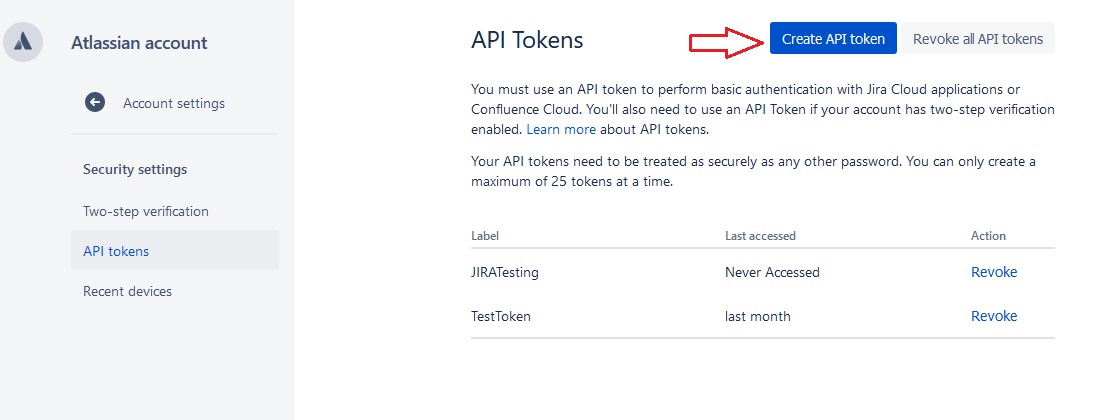 Atlassian account
Account settings
Security settings
Two-step verification
API tokens
Recent devices
API Tokens
Create API token
Revoke all API tokens
You must use an API token to perform basic authentication with Jira Cloud applications or
Confluence Cloud. You'll also need to use an API Token if your account has two-step verification
enabled. Learn more about API tokens.
Your API tokens need to be treated as securely as any other password. You can only create a
maximum of 25 tokens at a time.
Label Last accessed Action
JIRATesting Never Accessed Revoke
TestToken last month Revoke